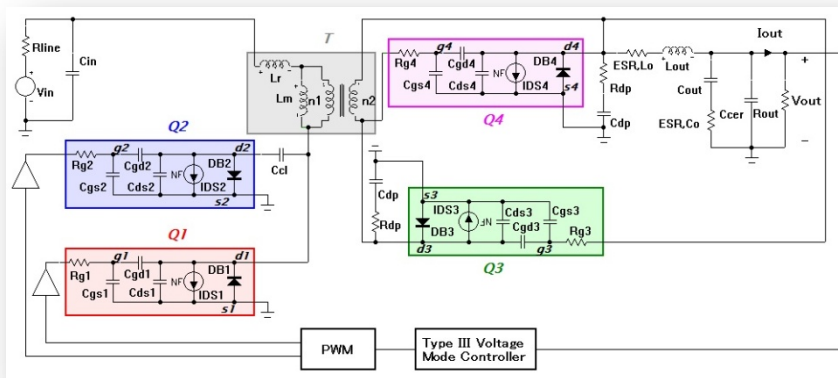 Rline
Vin
Cin
T
Lr
Lm
n1
n2
Rg4
g4
Cgd4
Cgs4
Cds4
NF
IDS4
DB4
d4
s4
Q4
Rdp
Cdp
ESR,Lo
Lout
Iout
Cout
ESR,Co
Ccer
Rout
Vout
+
-
Q2
Rg2
g2
Cgd2
Cgs2
Cds2
NF
IDS2
DB2
d2
s2
Ccl
Cdp
Rdp
s3
DB3
d3
IDS3
NF
Cds3
Cgd3
Cgs3
g3
Rg3
Q3
Q1
Rg1
g1
Cgd1
Cgs1
Cds1
NF
IDS1
DB1
d1
s1
PWM
Type III Voltage
Mode Controller